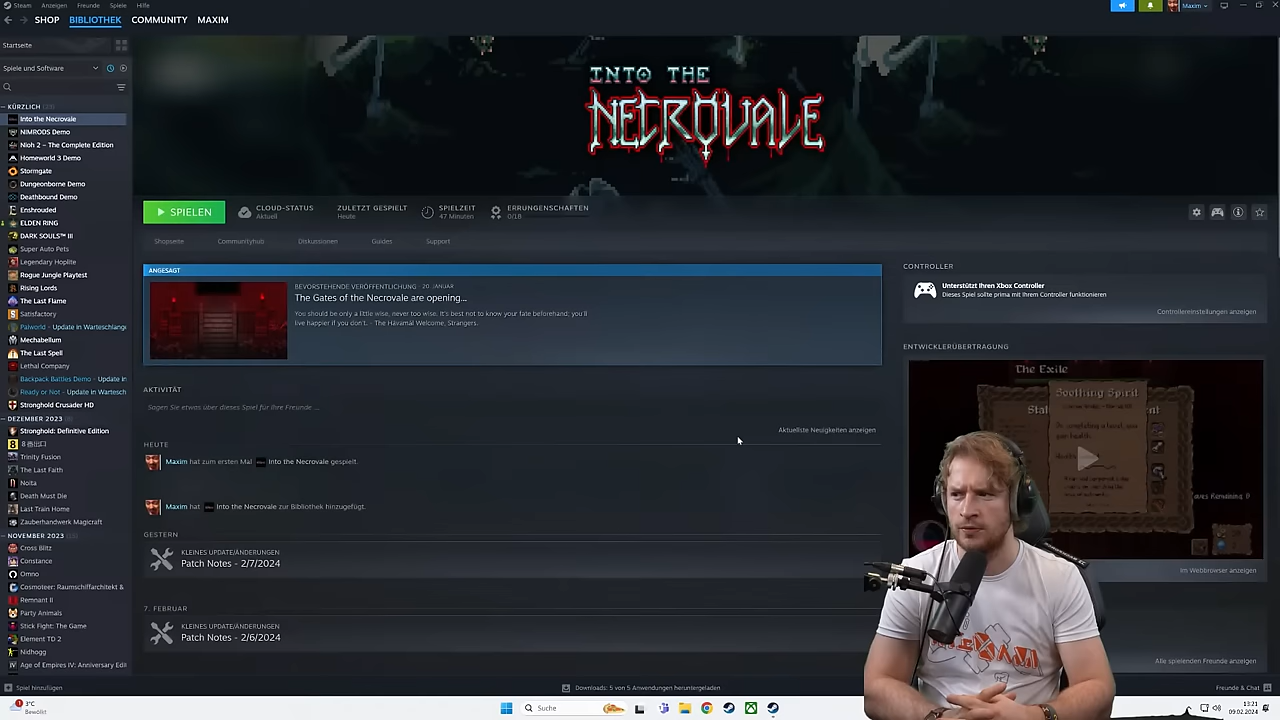 Steam Anzeigen Freunde Spiele Hilfe
Maxim
SHOP BIBLIOTHEK COMMUNITY MAXIM
Startseite
Spiele und Software
KÜRZLICH
Into the Necrovale
NIMRODS Demo
Nioh 2 – The Complete Edition
Homeworld 3 Demo
Stormgate
Dungeonborne Demo
Deathbound Demo
Enshrouded
ELDEN RING
DARK SOULS™ III
Super Auto Pets
Legendary Hoplite
Rogue Jungle Playtest
Rising Lords
The Last Flame
Satisfactory
Palworld - Update in Warteschlange
Mechabellum
The Last Spell
Lethal Company
Backpack Battles Demo - Update in
Ready or Not - Update in Wartesch
Stronghold Crusader HD
DEZEMBER 2023
Stronghold: Definitive Edition
8番出口
Trinity Fusion
The Last Faith
Noita
Death Must Die
Last Train Home
Zauberhandwerk Magicraft
NOVEMBER 2023
Cross Blitz
Constance
Omno
Cosmoteer: Raumschiffarchitekt &
Remnant II
Party Animals
Stick Fight: The Game
Element TD 2
Nidhogg
Age of Empires IV: Anniversary Edi
Spiel hinzufügen
INTO THE
NECROVALE
SPIELEN
CLOUD-STATUS
Aktuell
ZULETZT GESPIELT
Heute
SPIELZEIT
47 Minuten
ERRUNGENSCHAFTEN
0/18
Shopseite Communityhub Diskussionen Guides Support
ANGESAGT
BEVORSTEHENDE VERÖFFENTLICHUNG · 20. JANUAR
The Gates of the Necrovale are opening...
You should be only a little wise, never too wise. It's best not to know your fate beforehand; you'll
live happier if you don't. - The Hávamál Welcome, Strangers.
AKTIVITÄT
Sagen Sie etwas über dieses Spiel für Ihre Freunde ...
Aktuellste Neuigkeiten anzeigen
HEUTE
Maxim hat zum ersten Mal Into the Necrovale gespielt.
Maxim hat Into the Necrovale zur Bibliothek hinzugefügt.
GESTERN
KLEINES UPDATE/ÄNDERUNGEN
Patch Notes - 2/7/2024
7. FEBRUAR
KLEINES UPDATE/ÄNDERUNGEN
Patch Notes - 2/6/2024
CONTROLLER
Unterstützt Ihren Xbox Controller
Dieses Spiel sollte prima mit Ihrem Controller funktionieren
Controllereinstellungen anzeigen
ENTWICKLERÜBERTRAGUNG
The Exile
Soothing Spirit
Im Webbrowser anzeigen
Alle spielenden Freunde anzeigen
Downloads: 5 von 5 Anwendungen heruntergeladen
Freunde & Chat
3°C
Bewölkt
Suche
13:21
09.02.2024